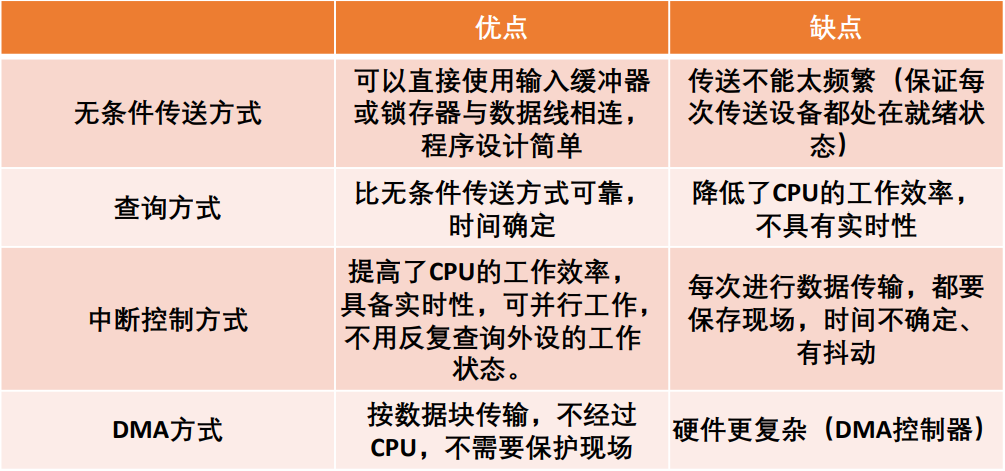 优点
缺点
无条件传送方式
可以直接使用输入缓冲器
或锁存器与数据线相连，
程序设计简单
传送不能太频繁（保证每
次传送设备都处在就绪状
态）
查询方式
比无条件传送方式可靠，
时间确定
降低了CPU的工作效率，
不具有实时性
中断控制方式
提高了CPU的工作效率，
具备实时性，可并行工作，
不用反复查询外设的工作
状态。
每次进行数据传输，都要
保存现场，时间不确定、
有抖动
DMA方式
按数据块传输，不经过
CPU，不需要保护现场
硬件更复杂（DMA控制器）